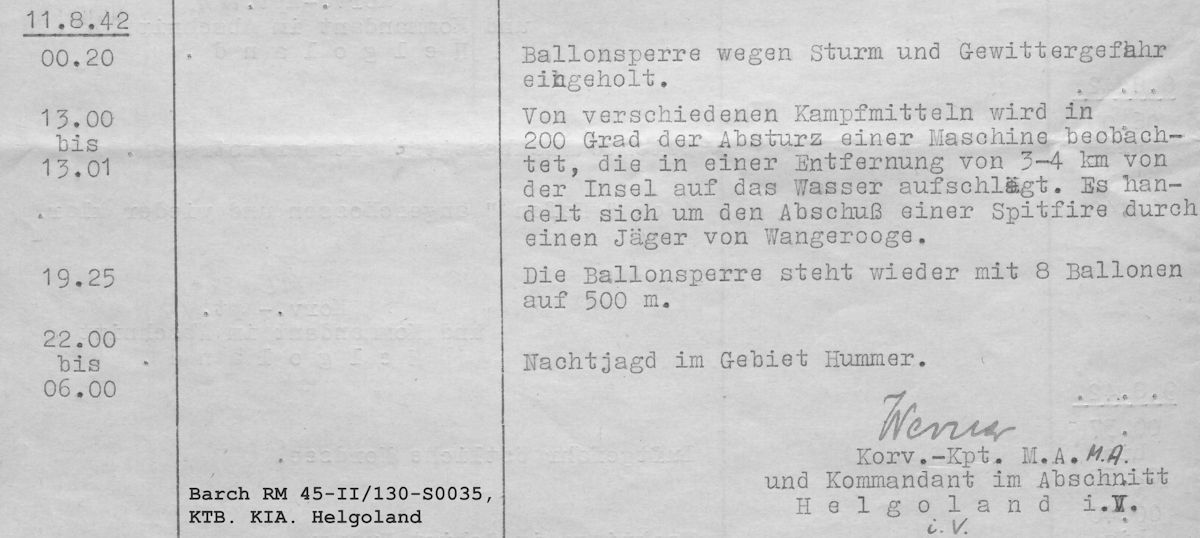 11.8.42
00.20 Ballonsperre wegen Sturm und Gewittergefahr
eingeholt.
13.00 Von verschiedenen Kampfmitteln wird in
bis 200 Grad der Absturz einer Maschine beobach-
13.01 tet, die in einer Entfernung von 3-4 km von
der Insel auf das Wasser aufschlägt. Es han-
delt sich um den Abschuß einer Spitfire durch
einen Jäger von Wangerooge.
19.25 Die Ballonsperre steht wieder mit 8 Ballonen
auf 500 m.
22.00
bis Nachtjagd im Gebiet Hummer.
06.00
Werner
Korv.-Kpt. M.A. M.A.
und Kommandant im Abschnitt
Helgoland i.V.
i.V.
Barch RM 45-II/130-S0035,
KTB. KIA. Helgoland